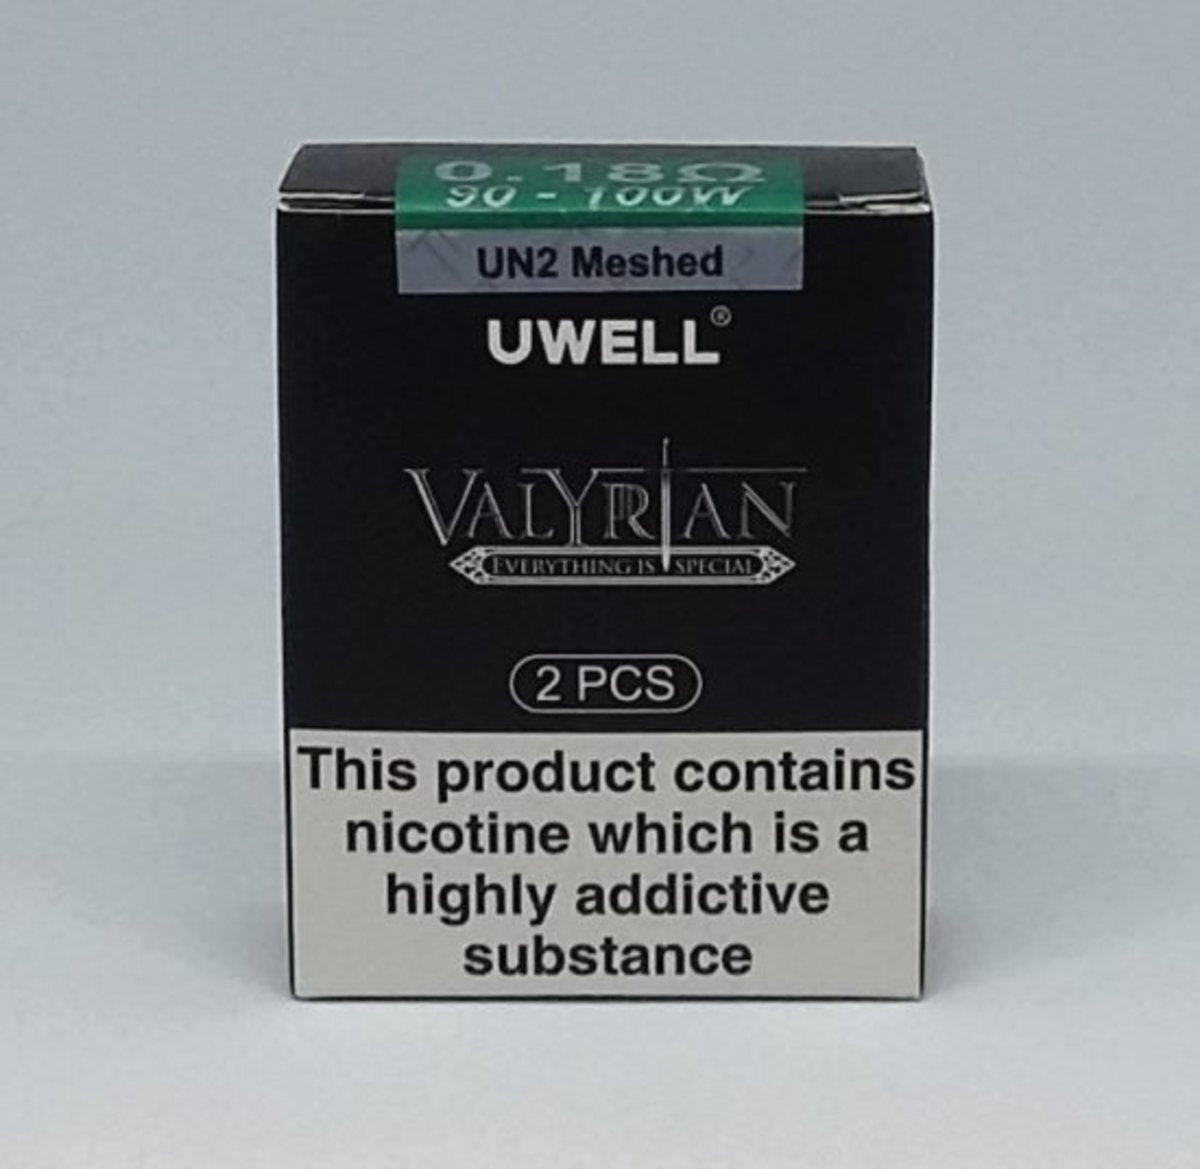 0.18Ω
90 - 100W
UN2 Meshed
UWELL®
VALYRIAN
EVERYTHING IS SPECIAL
2 PCS
This product contains
nicotine which is a
highly addictive
substance